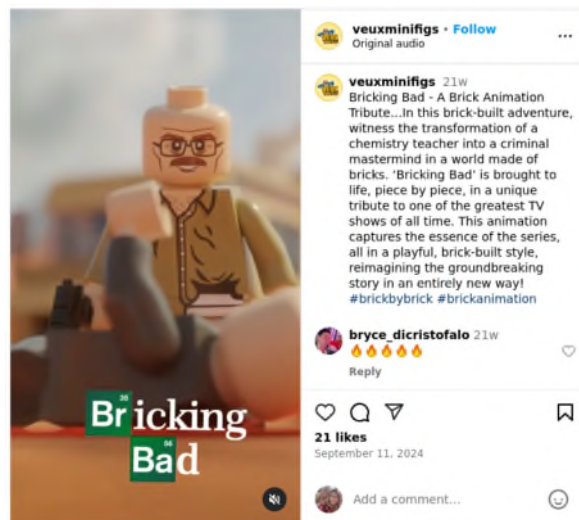 35
Bricking
56
Bad
veuxminifigs • Follow
Original audio
veuxminifigs 21w
Bricking Bad - A Brick Animation
Tribute...In this brick-built adventure,
witness the transformation of a
chemistry teacher into a criminal
mastermind in a world made of
bricks. ‘Bricking Bad’ is brought to
life, piece by piece, in a unique
tribute to one of the greatest TV
shows of all time. This animation
captures the essence of the series,
all in a playful, brick-built style,
reimagining the groundbreaking
story in an entirely new way!
#brickbybrick #brickanimation
bryce_dicristofalo 21w
🔥🔥🔥🔥🔥
Reply
21 likes
September 11, 2024
Add a comment...